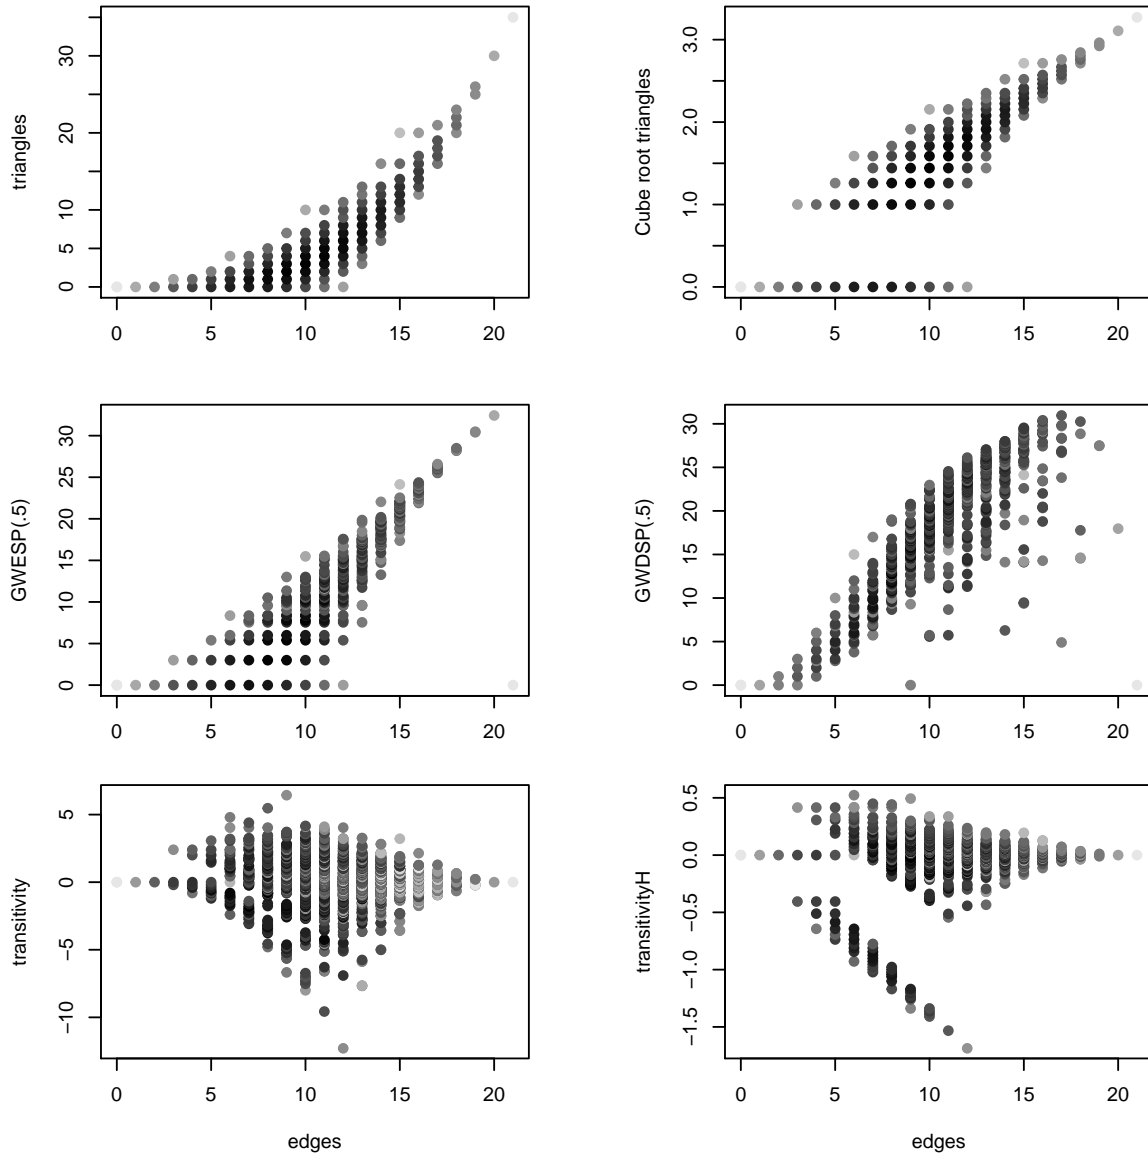 triangles
0 5 10 20 30
0 5 10 15 20
Cube root triangles
0.0 1.0 2.0 3.0
0 5 10 15 20
GWESP(.5)
0 5 10 15 20 25 30
0 5 10 15 20
GWDSP(.5)
0 5 10 15 20 25 30
0 5 10 15 20
transitivity
−10 −5 0 5
0 5 10 15 20
edges
transitivityH
−1.5 −1.0 −0.5 0.0 0.5
0 5 10 15 20
edges